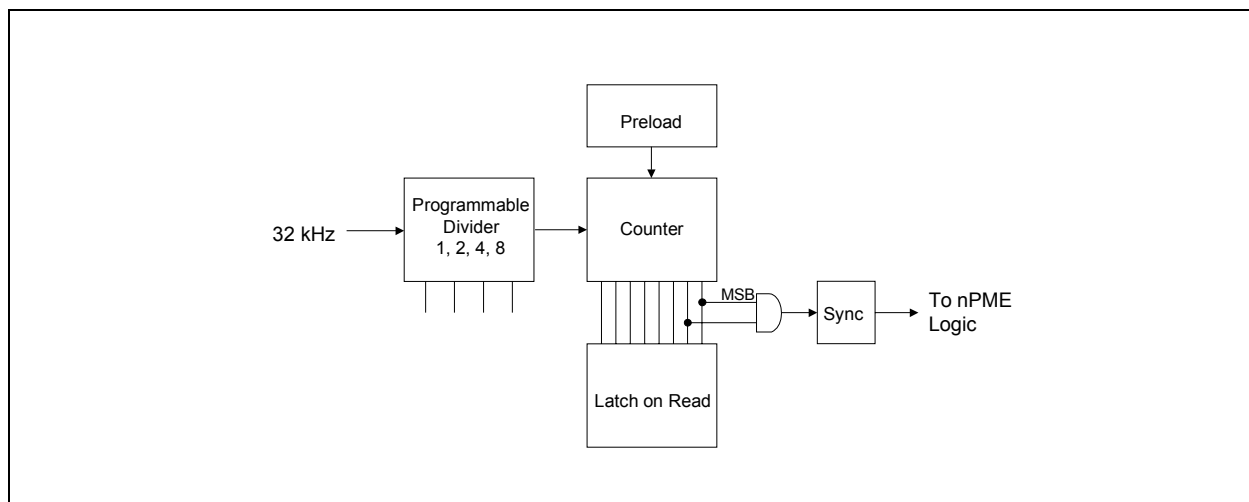 Preload
Programmable
Divider
1, 2, 4, 8
32 kHz
Counter
MSB
Sync
To nPME
Logic
Latch on Read